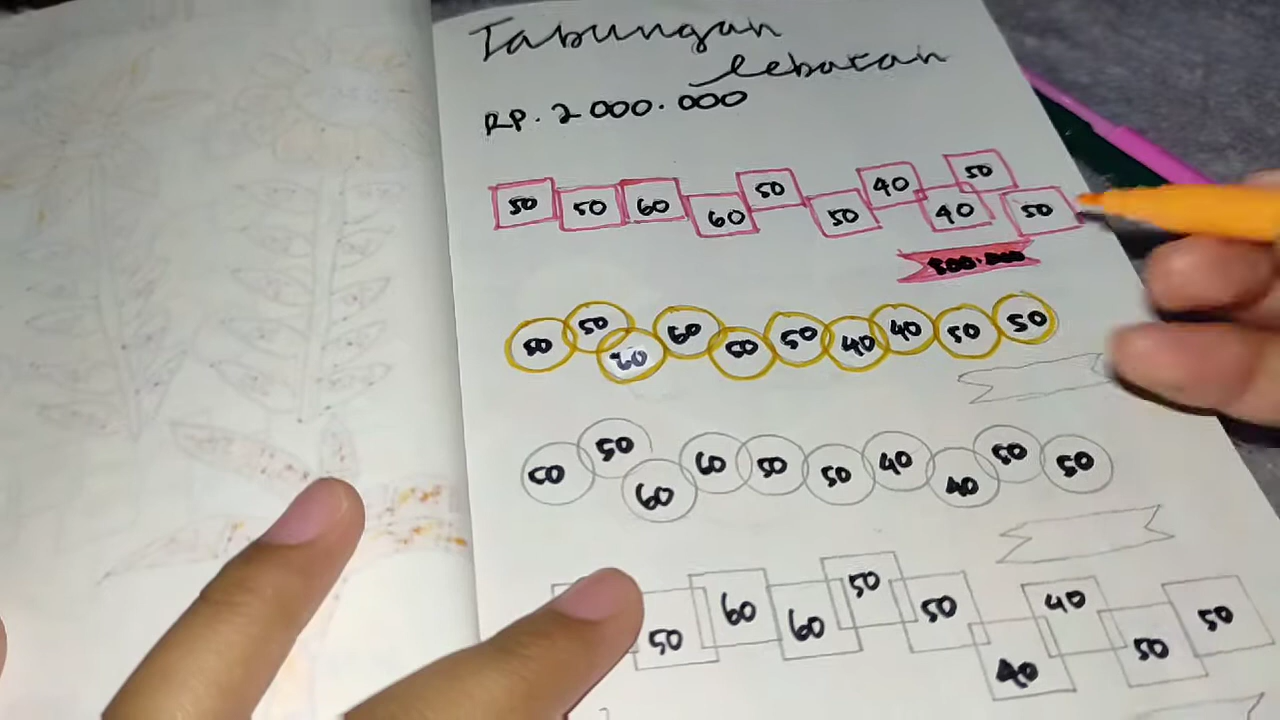 Tabungan
lebaran
RP. 2 000.000
50 50 60 60 50 50 40 40 50 50
500.000
50 50 60 60 50 50 40 40 50 50
50 50 60 60 50 50 40 40 50 50
50 60 60 50 50 40 40 50 50